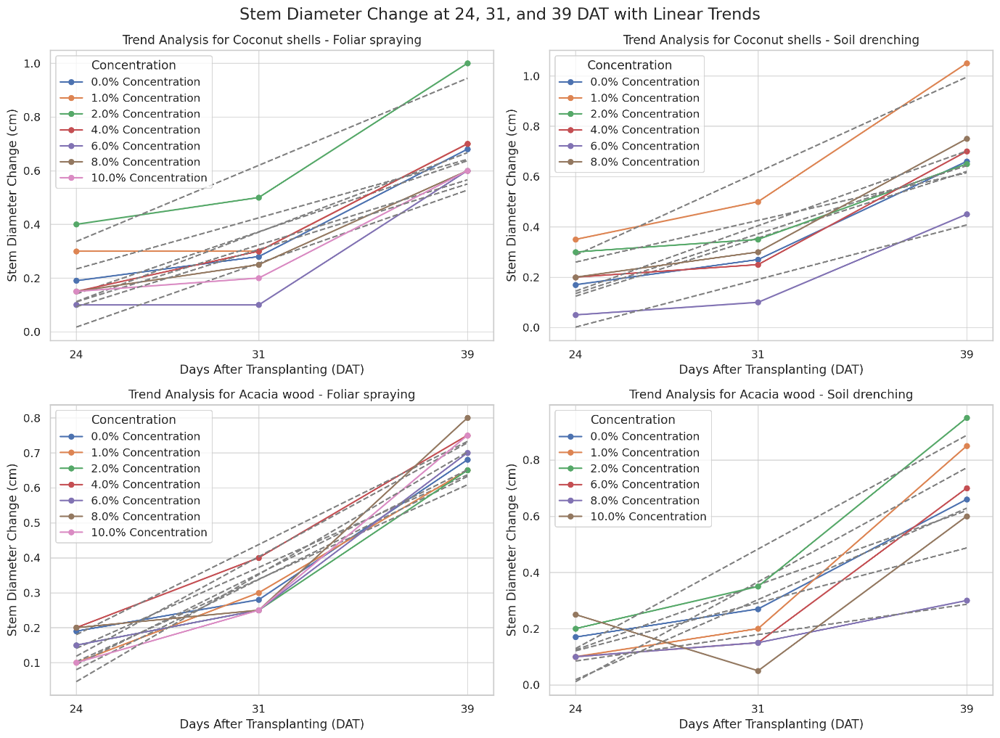 Stem Diameter Change at 24, 31, and 39 DAT with Linear Trends
Trend Analysis for Coconut shells - Foliar spraying
Stem Diameter Change (cm)
1.0
0.8
0.6
0.4
0.2
0.0
Concentration
0.0% Concentration
1.0% Concentration
2.0% Concentration
4.0% Concentration
6.0% Concentration
8.0% Concentration
10.0% Concentration
24
31
39
Days After Transplanting (DAT)
Trend Analysis for Coconut shells - Soil drenching
Stem Diameter Change (cm)
1.0
0.8
0.6
0.4
0.2
0.0
Concentration
0.0% Concentration
1.0% Concentration
2.0% Concentration
4.0% Concentration
6.0% Concentration
8.0% Concentration
24
31
39
Days After Transplanting (DAT)
Trend Analysis for Acacia wood - Foliar spraying
Stem Diameter Change (cm)
0.8
0.7
0.6
0.5
0.4
0.3
0.2
0.1
Concentration
0.0% Concentration
1.0% Concentration
2.0% Concentration
4.0% Concentration
6.0% Concentration
8.0% Concentration
10.0% Concentration
24
31
39
Days After Transplanting (DAT)
Trend Analysis for Acacia wood - Soil drenching
Stem Diameter Change (cm)
0.8
0.6
0.4
0.2
0.0
Concentration
0.0% Concentration
1.0% Concentration
2.0% Concentration
6.0% Concentration
8.0% Concentration
10.0% Concentration
24
31
39
Days After Transplanting (DAT)